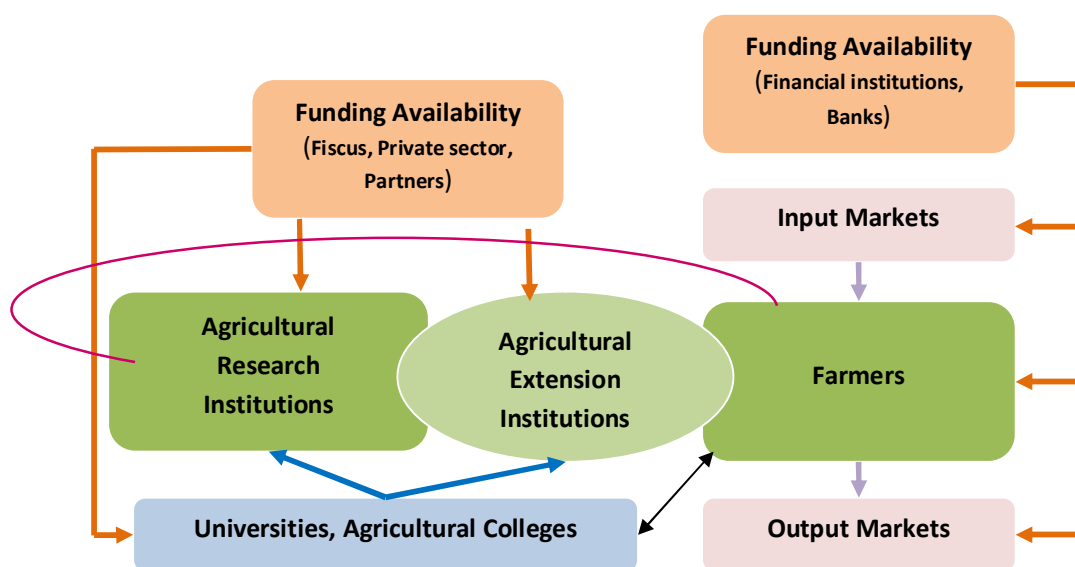 Funding Availability
(Financial institutions,
Banks)
Funding Availability
(Fiscus, Private sector,
Partners)
Input Markets
Agricultural
Research
Institutions
Agricultural
Extension
Institutions
Farmers
Universities, Agricultural Colleges
Output Markets